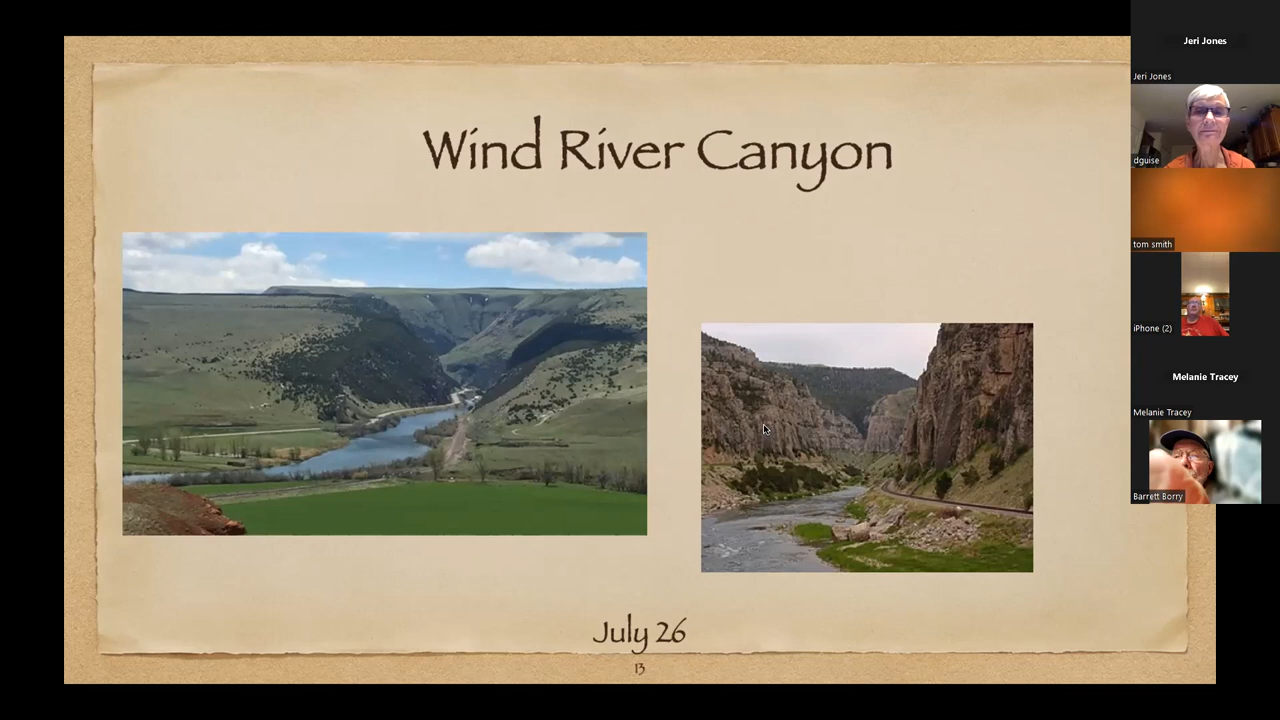 Wind River Canyon
July 26
13
Jeri Jones
Jeri Jones
dguise
tom smith
iPhone (2)
Melanie Tracey
Melanie Tracey
Barrett Borry